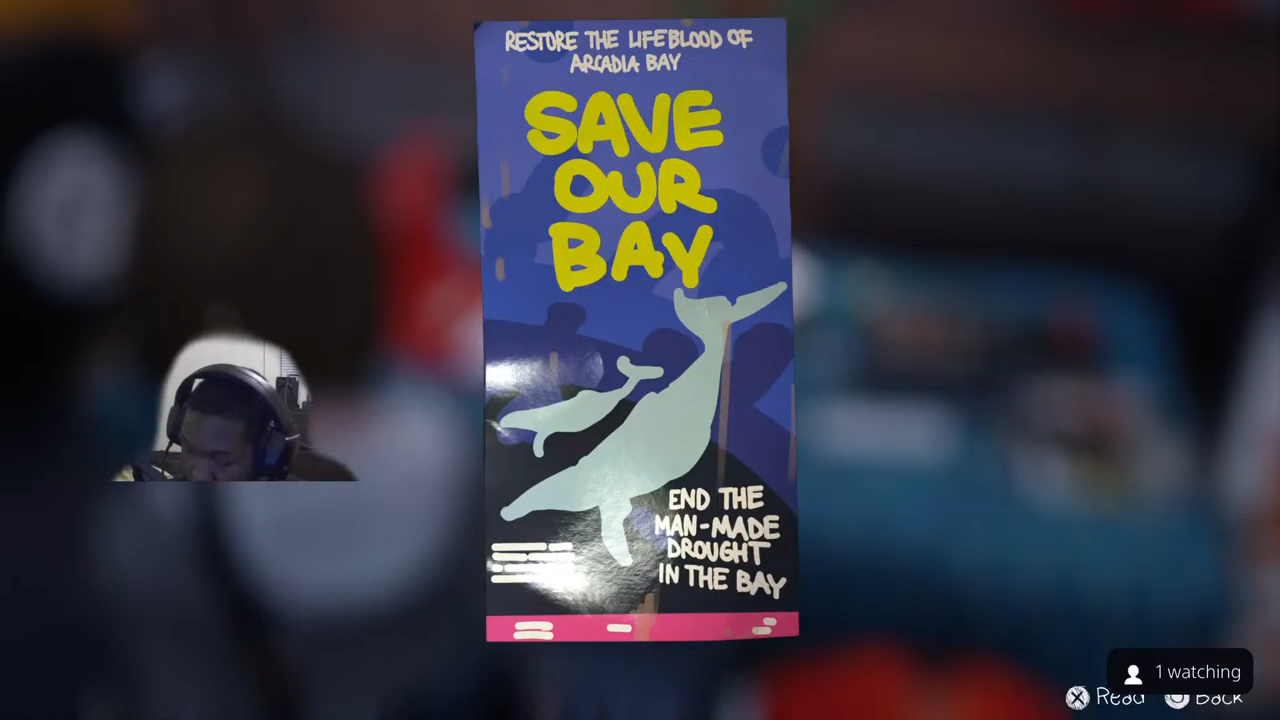 RESTORE THE LIFEBLOOD OF
ARCADIA BAY
SAVE
OUR
BAY
END THE
MAN-MADE
DROUGHT
IN THE BAY
1 watching
Read Back